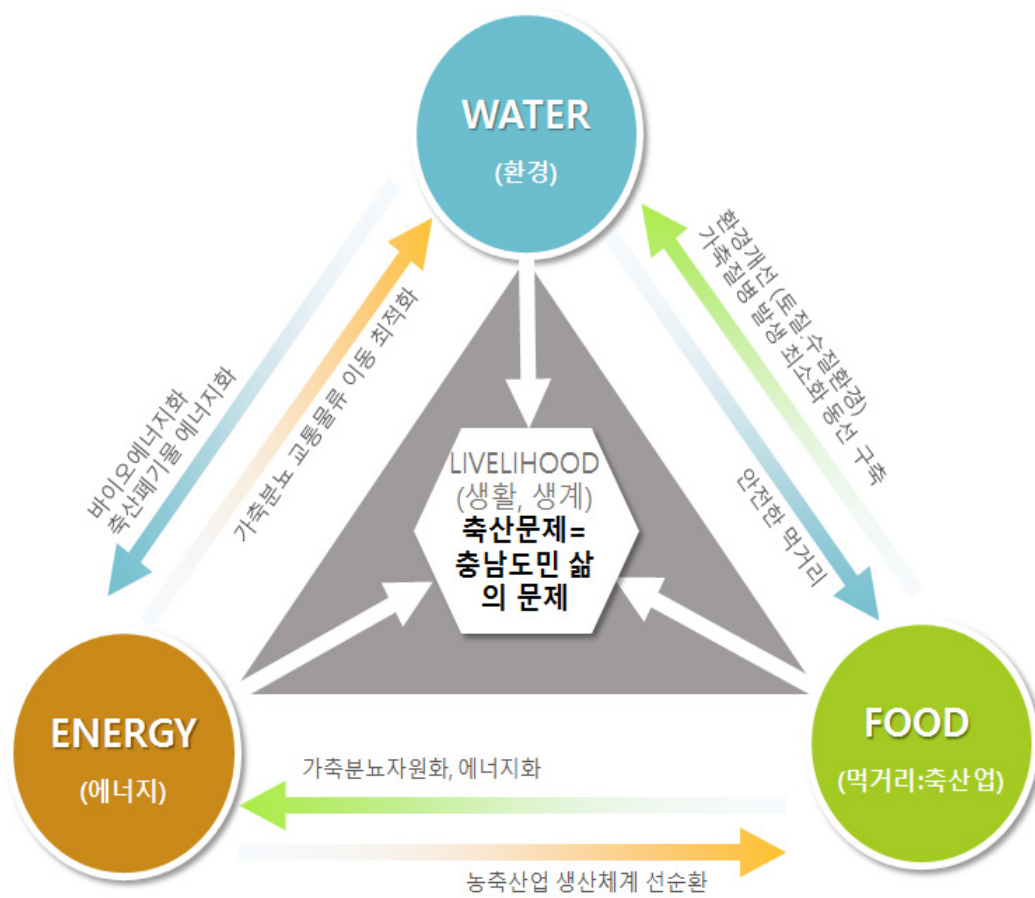 WATER
(환경)
바이오에너지화
축산폐기물 에너지화
가축분뇨 교통물류 이동 최적화
환경개선 (토질.수질환경)
가축질병 발생 최소화 동선 구축
안전한 먹거리
LIVELIHOOD
(생활, 생계)
축산문제=
충남도민 삶
의 문제
ENERGY
(에너지)
FOOD
(먹거리:축산업)
가축분뇨자원화, 에너지화
농축산업 생산체계 선순환